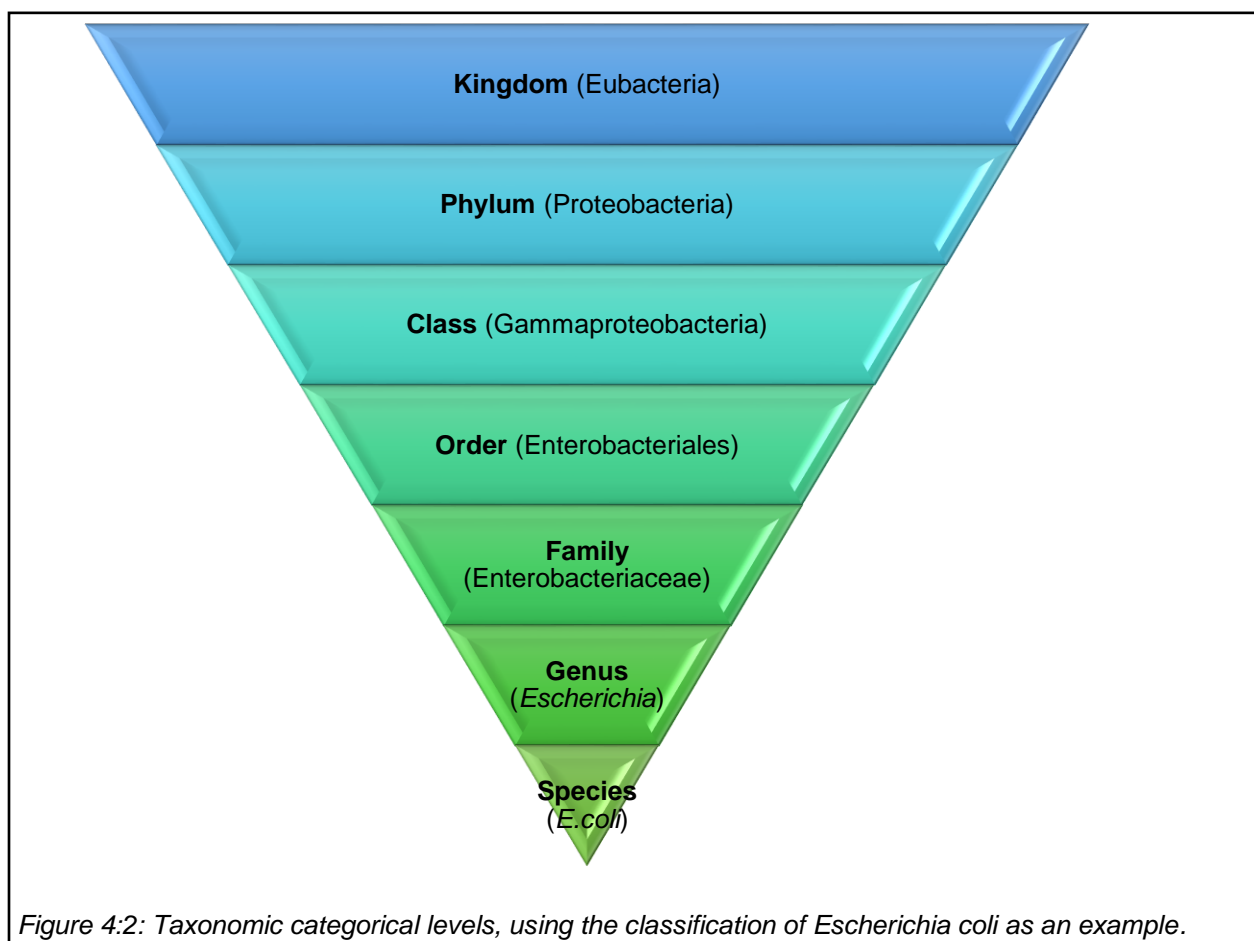 Kingdom (Eubacteria)
Phylum (Proteobacteria)
Class (Gammaproteobacteria)
Order (Enterobacteriales)
Family
(Enterobacteriaceae)
Genus
(Escherichia)
Species
(E.coli)
Figure 4:2: Taxonomic categorical levels, using the classification of Escherichia coli as an example.